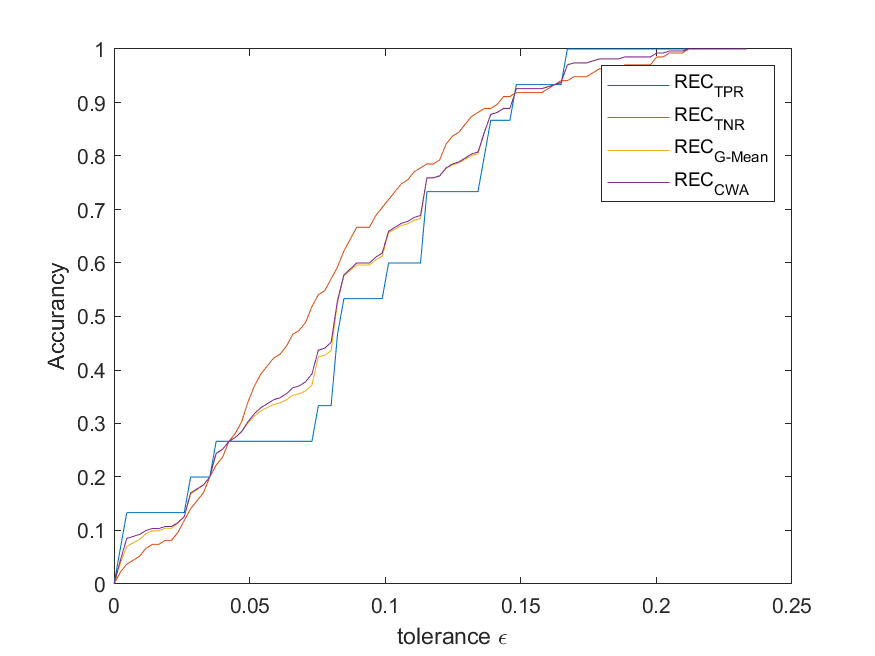 1
0.9
0.8
0.7
0.6
0.5
0.4
0.3
0.2
0.1
0
Accurancy
0 0.05 0.1 0.15 0.2 0.25
tolerance ϵ
REC_TPR
REC_TNR
REC_G-Mean
REC_CWA